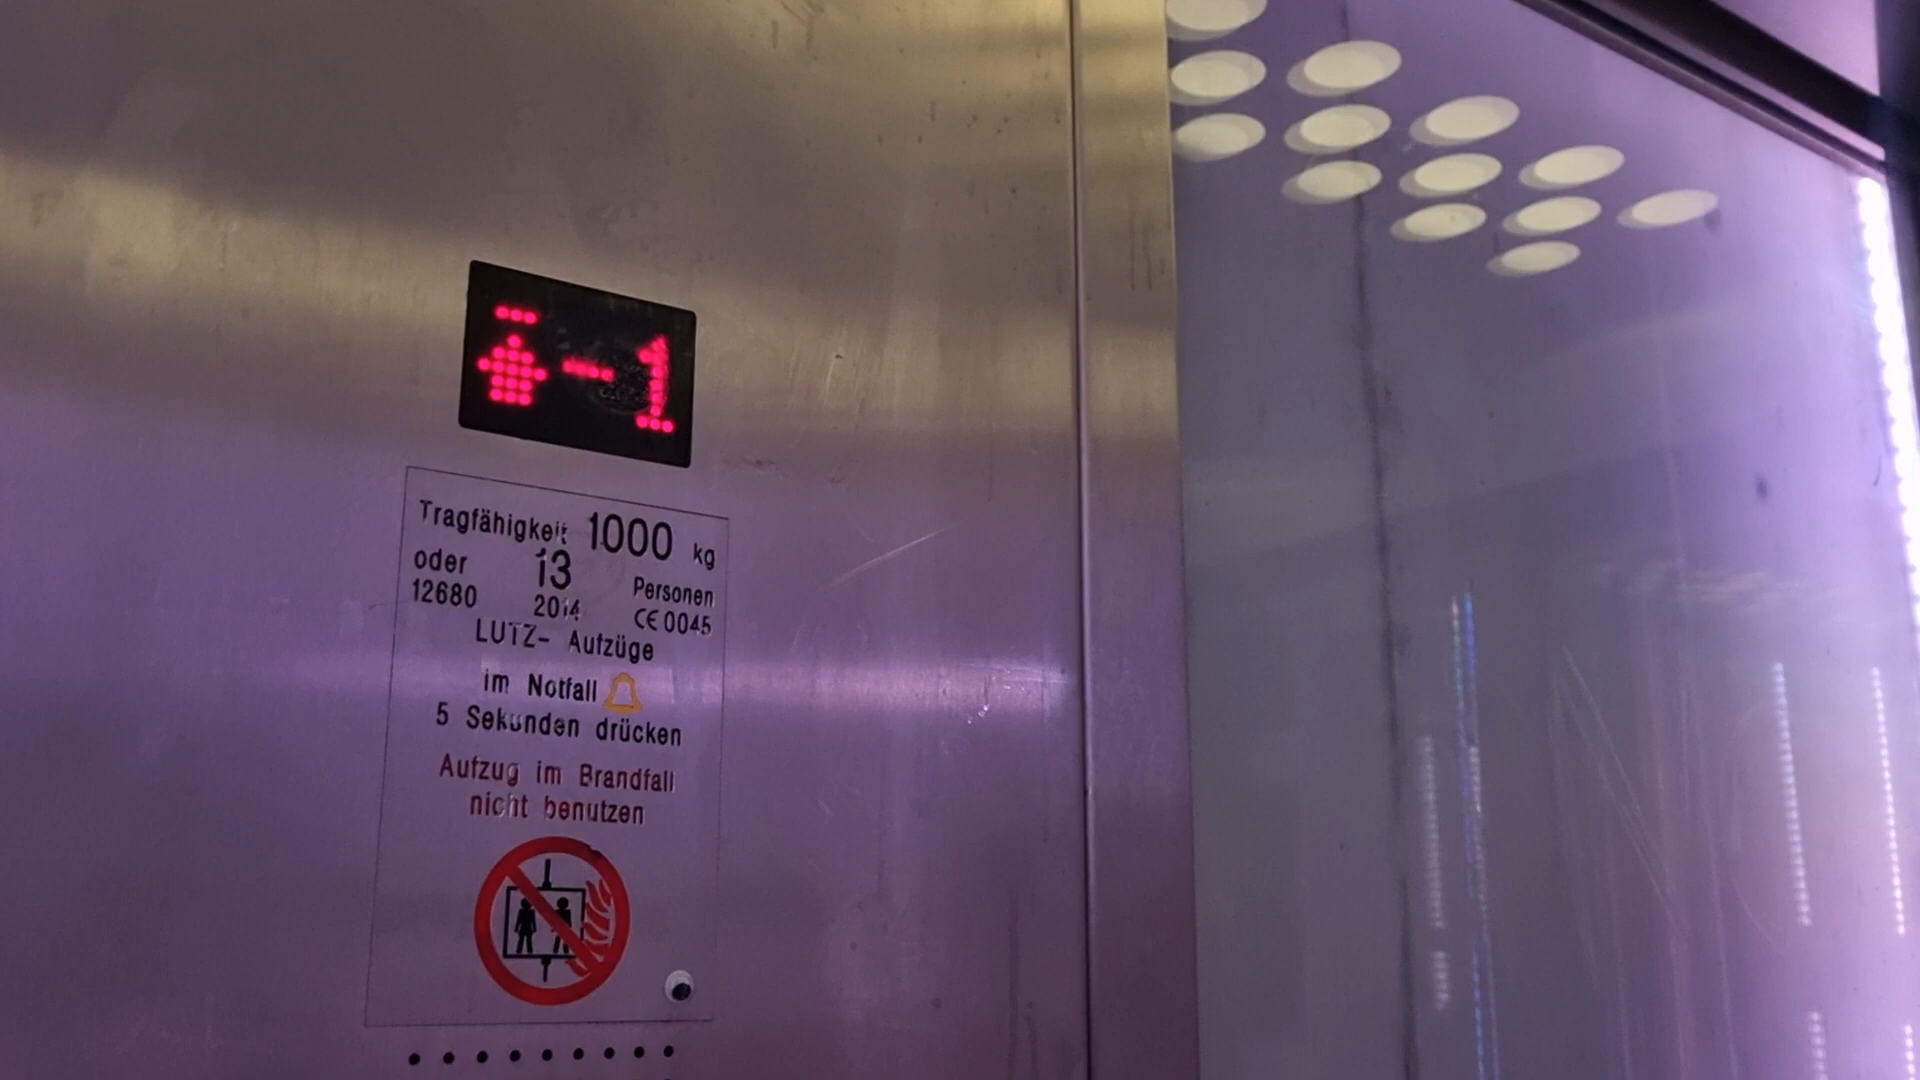 -1
Tragfähigkeit 1000 kg
oder 13 Personen
12680 2014 CE 0045
LUTZ- Aufzüge
im Notfall
5 Sekunden drücken
Aufzug im Brandfall
nicht benutzen